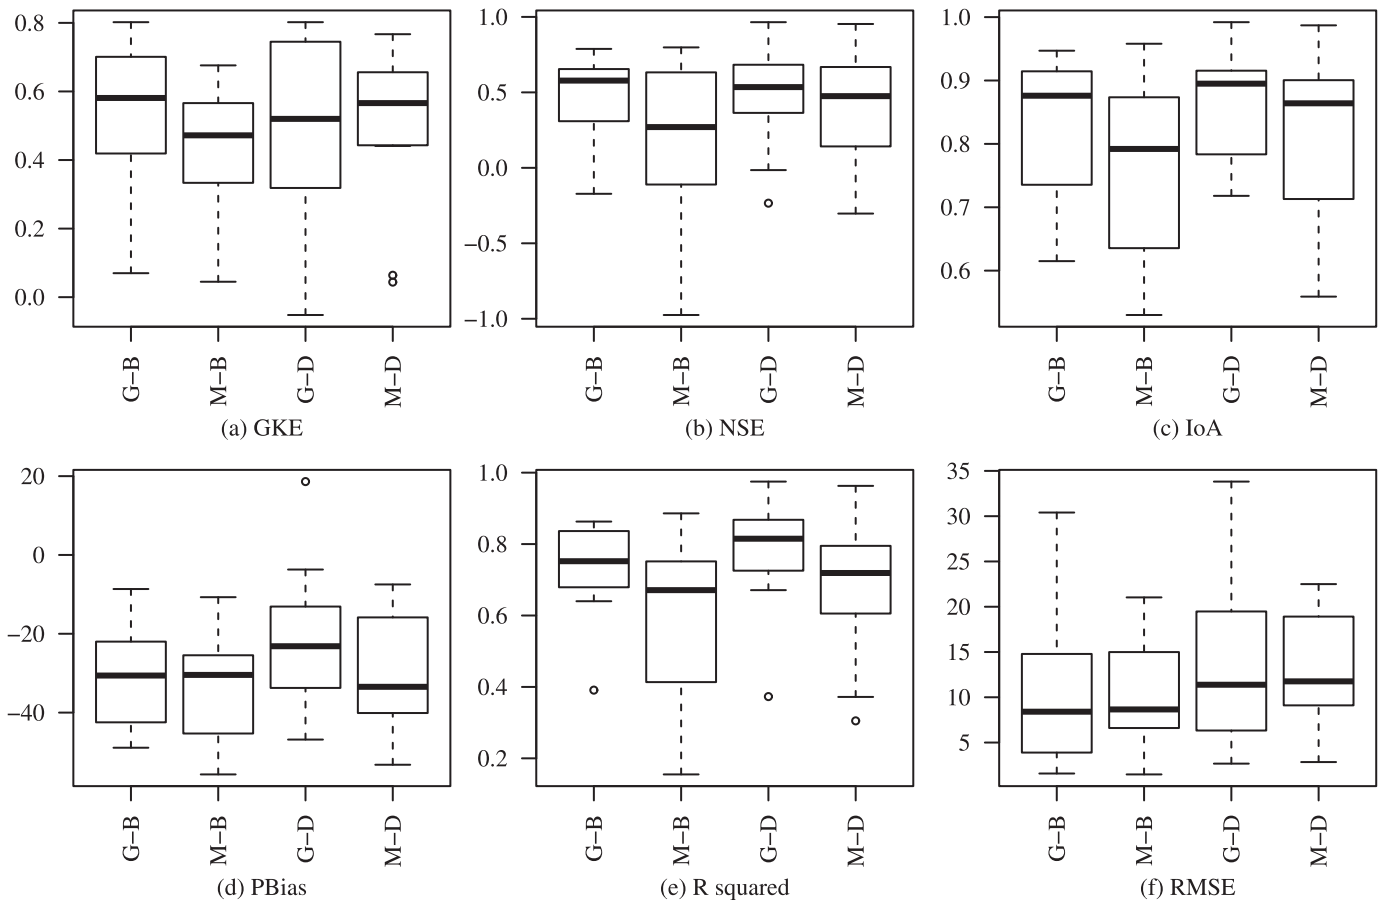 0.8
0.6
0.4
0.2
0.0
G−B
M−B
G−D
M−D
(a) GKE
1.0
0.5
0.0
−0.5
−1.0
G−B
M−B
G−D
M−D
(b) NSE
1.0
0.9
0.8
0.7
0.6
G−B
M−B
G−D
M−D
(c) IoA
20
0
−20
−40
G−B
M−B
G−D
M−D
(d) PBias
1.0
0.8
0.6
0.4
0.2
G−B
M−B
G−D
M−D
(e) R squared
35
30
25
20
15
10
5
G−B
M−B
G−D
M−D
(f) RMSE